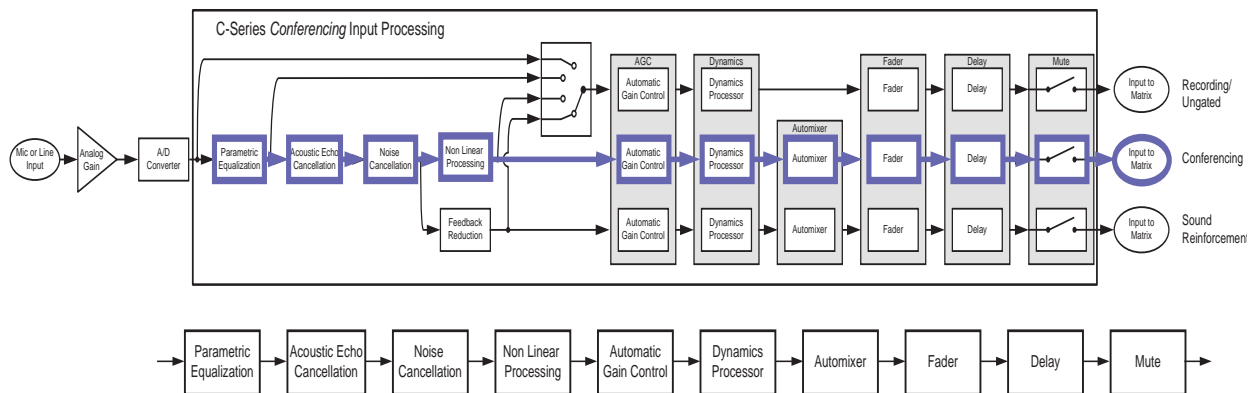 C-Series Conferencing Input Processing
AGC
Dynamics
Fader
Delay
Mute
Automatic
Gain Control
Dynamics
Processor
Fader
Delay
Input to
Matrix
Recording/
Ungated
Automixer
Mic or Line
Input
Analog
Gain
A/D
Converter
Parametric
Equalization
Acoustic Echo
Cancellation
Noise
Cancellation
Non Linear
Processing
Automatic
Gain Control
Dynamics
Processor
Automixer
Fader
Delay
Input to
Matrix
Conferencing
Feedback
Reduction
Automatic
Gain Control
Dynamics
Processor
Automixer
Fader
Delay
Input to
Matrix
Sound
Reinforcement
Parametric
Equalization
Acoustic Echo
Cancellation
Noise
Cancellation
Non Linear
Processing
Automatic
Gain Control
Dynamics
Processor
Automixer
Fader
Delay
Mute